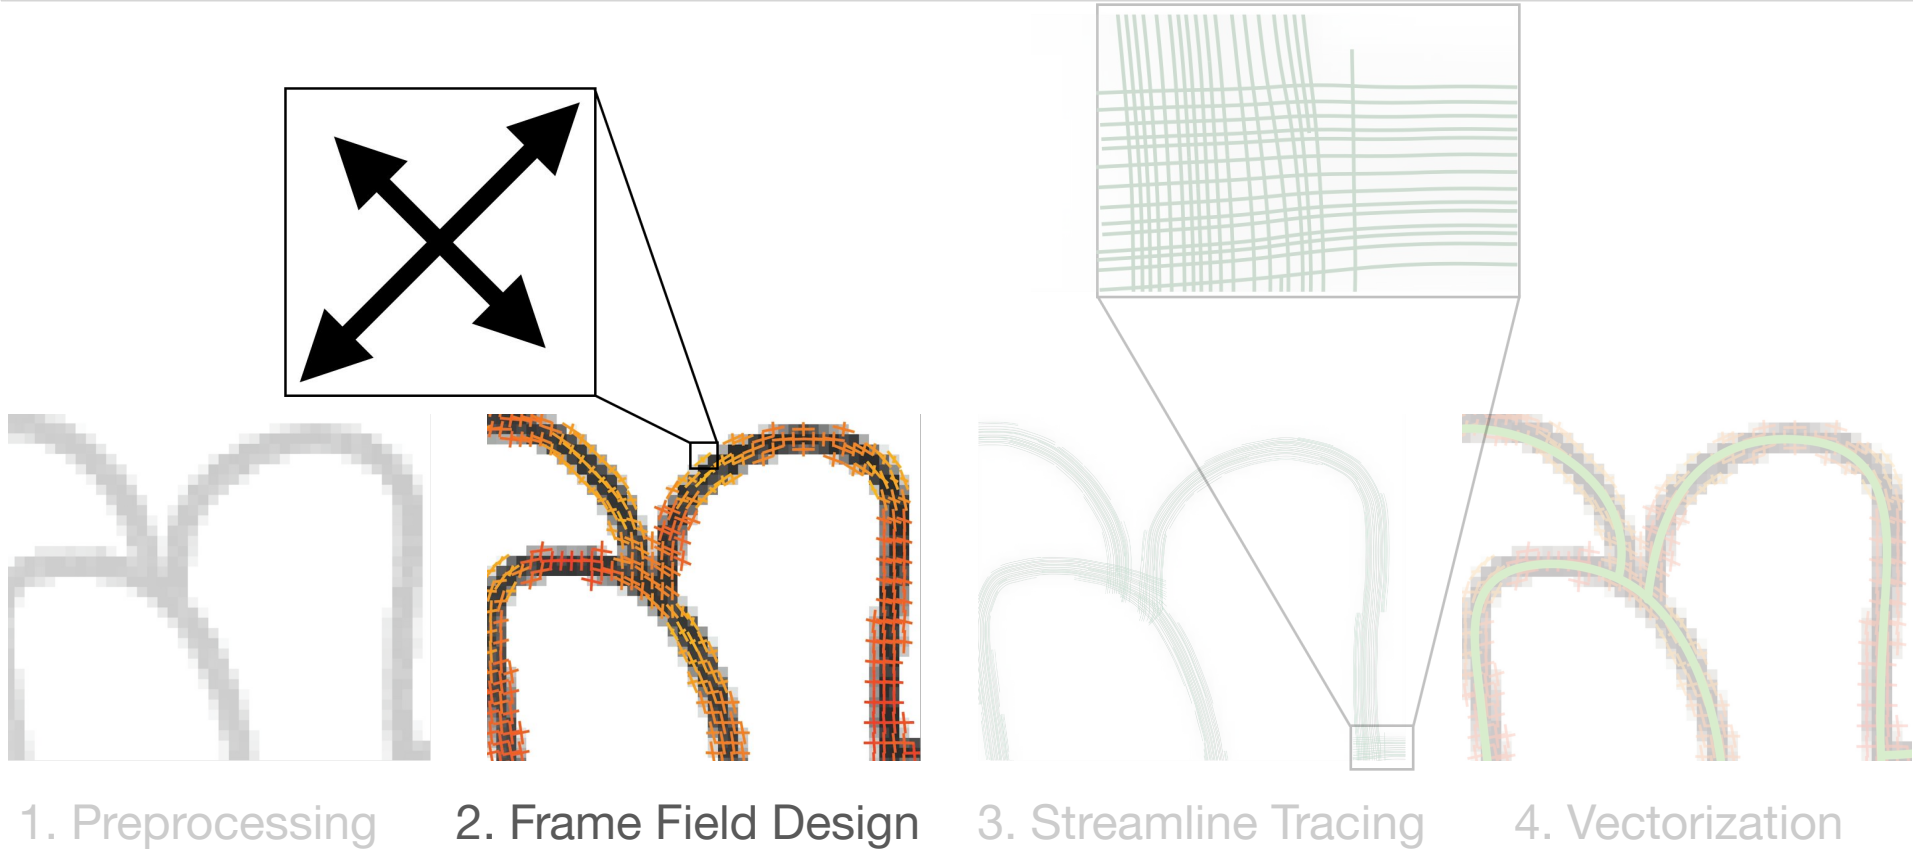 1. Preprocessing
2. Frame Field Design
3. Streamline Tracing
4. Vectorization